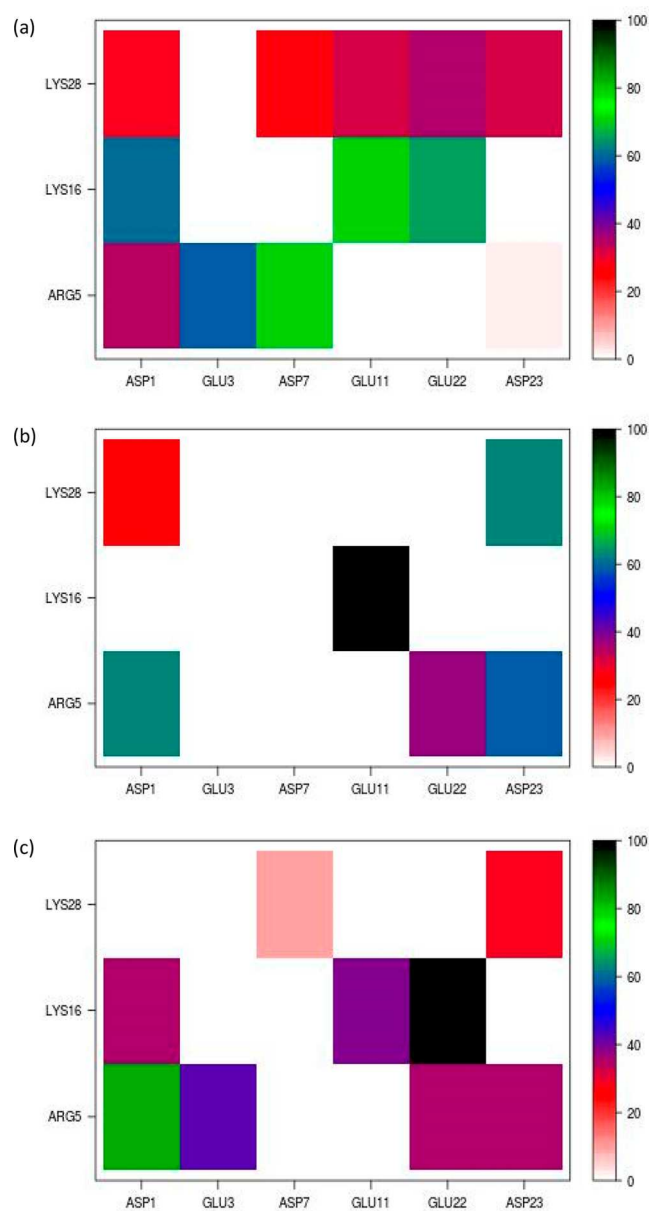 (a)
LYS28
LYS16
ARG5
ASP1 GLU3 ASP7 GLU11 GLU22 ASP23
100
80
60
40
20
0
(b)
LYS28
LYS16
ARG5
ASP1 GLU3 ASP7 GLU11 GLU22 ASP23
100
80
60
40
20
0
(c)
LYS28
LYS16
ARG5
ASP1 GLU3 ASP7 GLU11 GLU22 ASP23
100
80
60
40
20
0